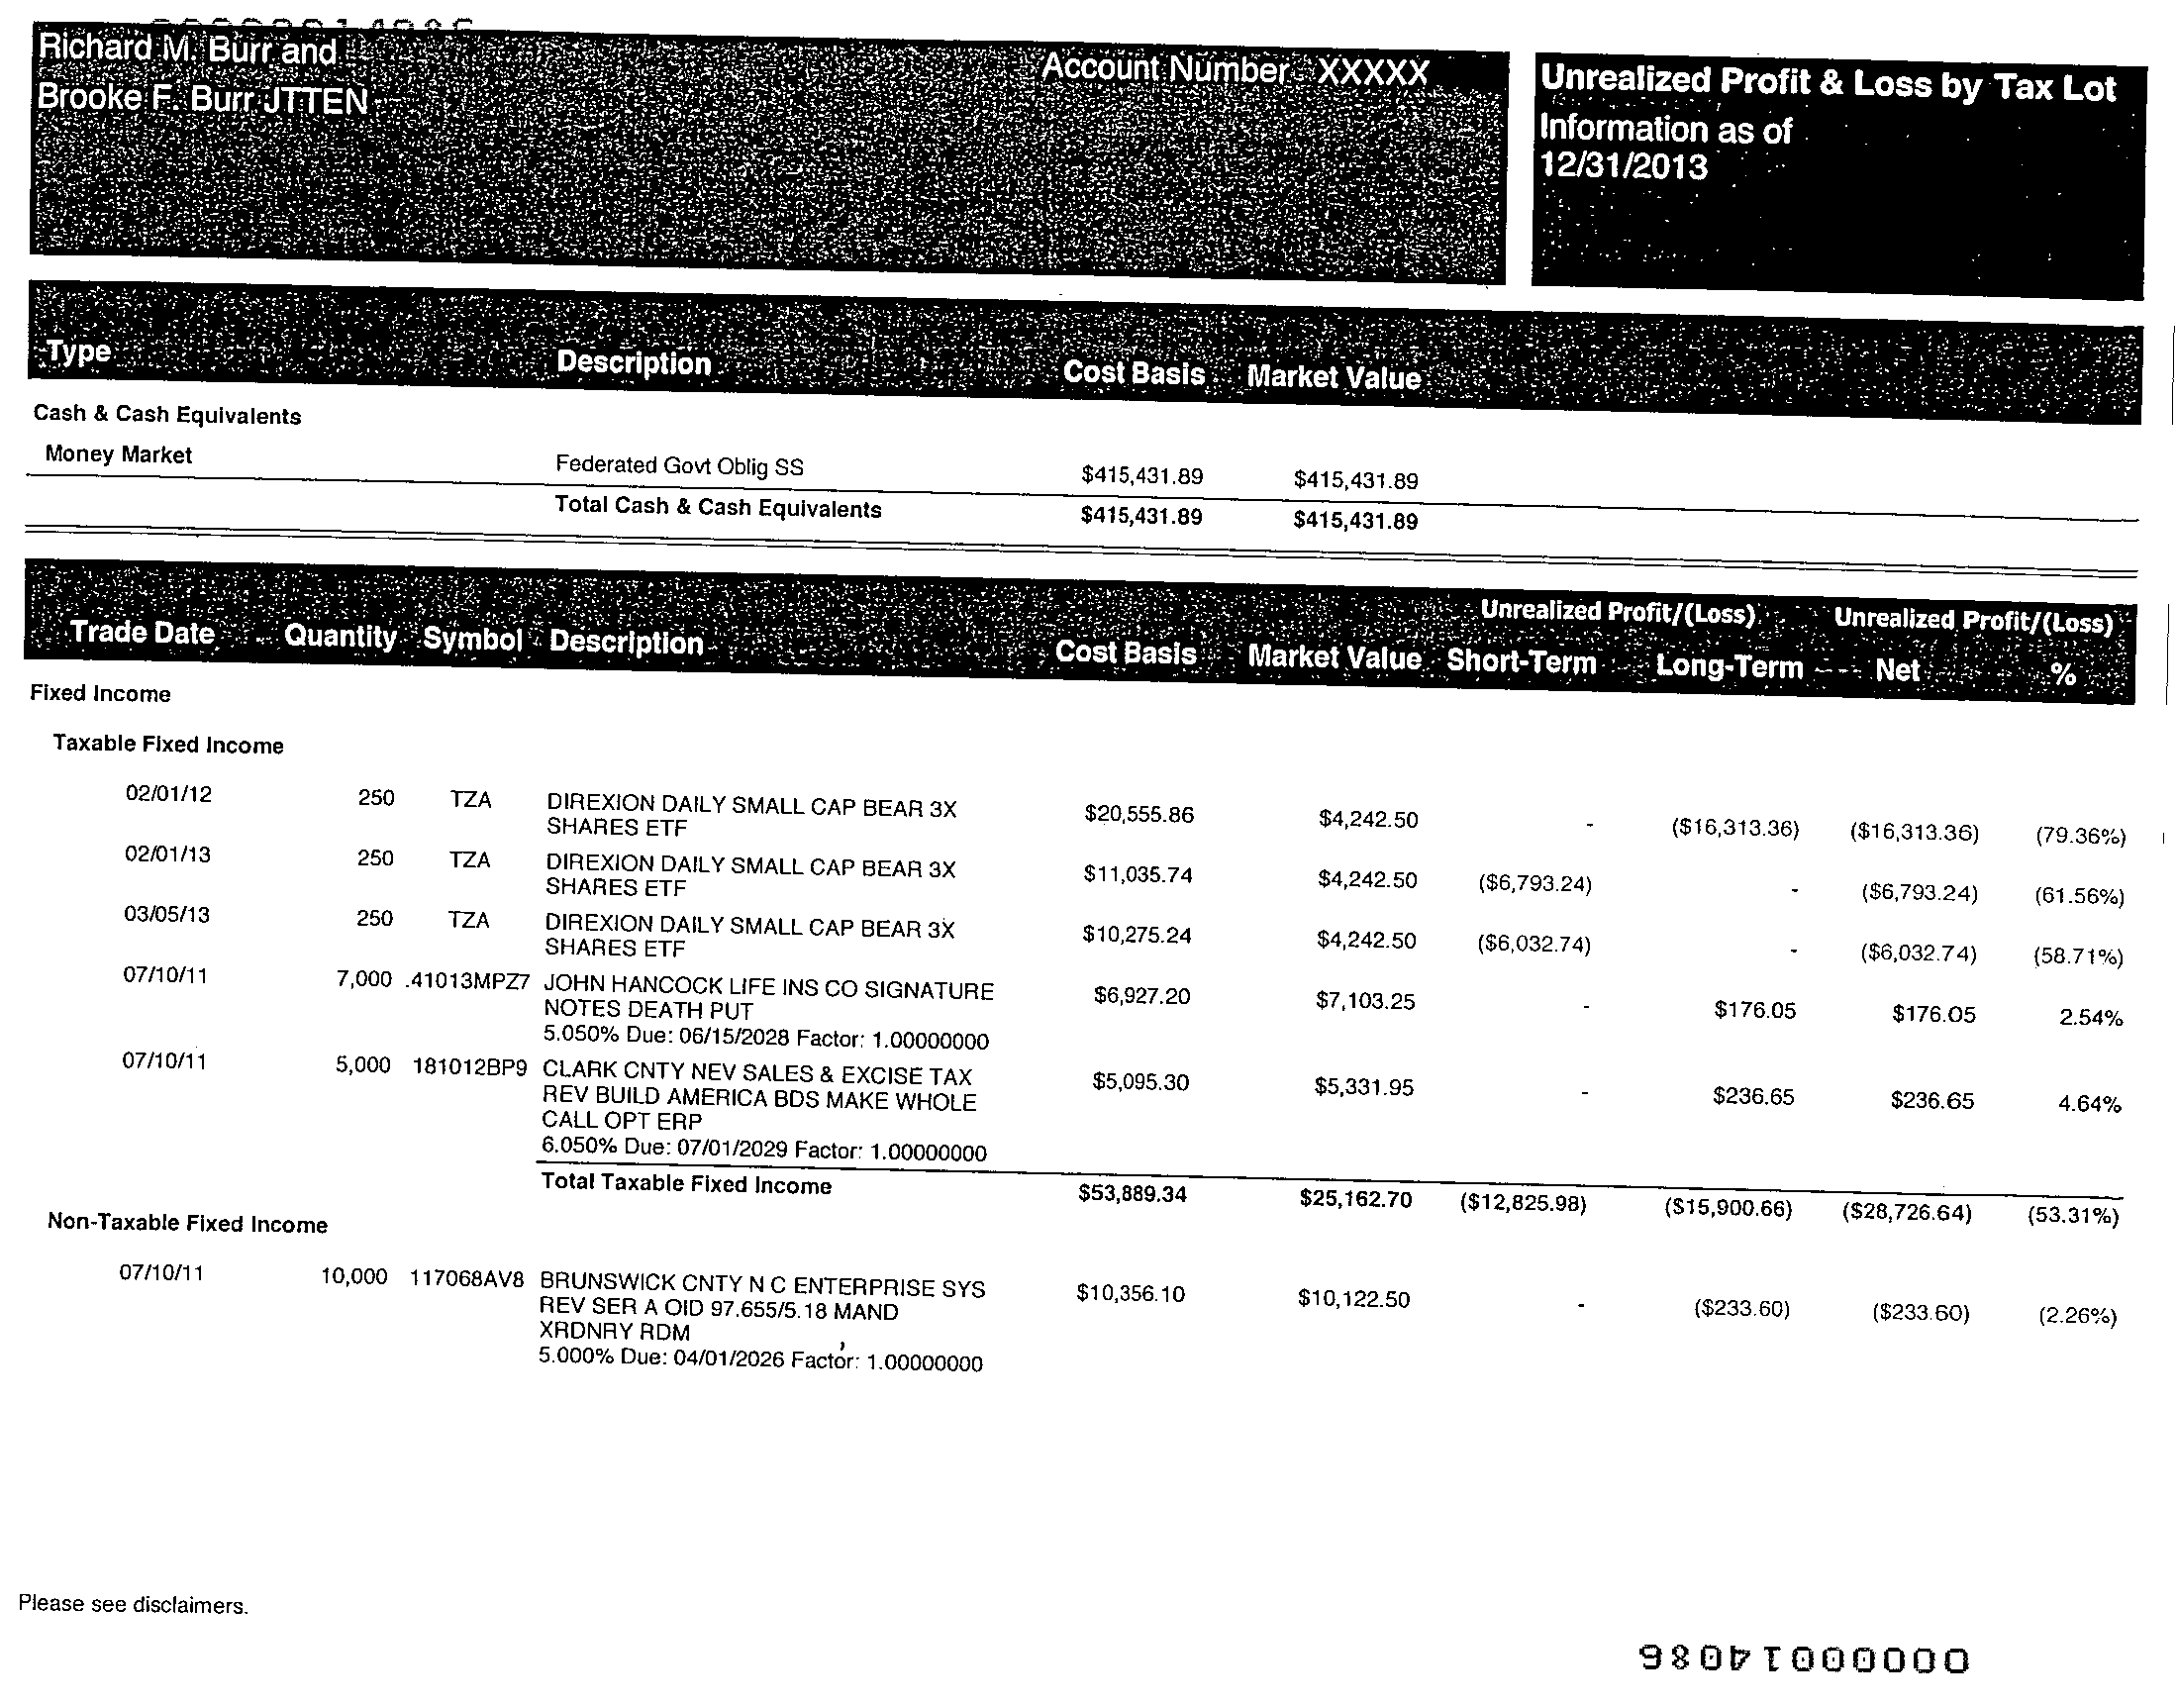 Richard M. Burr and
Brooke F. Burr JTTEN
Account Number XXXXX
Unrealized Profit & Loss by Tax Lot
Information as of
12/31/2013
Type Description Cost Basis Market Value
Cash & Cash Equivalents
Money Market Federated Govt Oblig SS $415,431.89 $415,431.89
Total Cash & Cash Equivalents $415,431.89 $415,431.89
Unrealized Profit/(Loss) Unrealized Profit/(Loss)
Trade Date Quantity Symbol Description Cost Basis Market Value Short-Term Long-Term Net %
Fixed Income
Taxable Fixed Income
02/01/12 250 TZA DIREXION DAILY SMALL CAP BEAR 3X $20,555.86 $4,242.50 - ($16,313.36) ($16,313.36) (79.36%)
SHARES ETF
02/01/13 250 TZA DIREXION DAILY SMALL CAP BEAR 3X $11,035.74 $4,242.50 ($6,793.24) - ($6,793.24) (61.56%)
SHARES ETF
03/05/13 250 TZA DIREXION DAILY SMALL CAP BEAR 3X $10,275.24 $4,242.50 ($6,032.74) - ($6,032.74) (58.71%)
SHARES ETF
07/10/11 7,000 .41013MPZ7 JOHN HANCOCK LIFE INS CO SIGNATURE $6,927.20 $7,103.25 - $176.05 $176.05 2.54%
NOTES DEATH PUT
5.050% Due: 06/15/2028 Factor: 1.00000000
07/10/11 5,000 181012BP9 CLARK CNTY NEV SALES & EXCISE TAX $5,095.30 $5,331.95 - $236.65 $236.65 4.64%
REV BUILD AMERICA BDS MAKE WHOLE
CALL OPT ERP
6.050% Due: 07/01/2029 Factor: 1.00000000
Total Taxable Fixed Income $53,889.34 $25,162.70 ($12,825.98) ($15,900.66) ($28,726.64) (53.31%)
Non-Taxable Fixed Income
07/10/11 10,000 117068AV8 BRUNSWICK CNTY N C ENTERPRISE SYS $10,356.10 $10,122.50 - ($233.60) ($233.60) (2.26%)
REV SER A OID 97.655/5.18 MAND
XRDNRY RDM
5.000% Due: 04/01/2026 Factor: 1.00000000
Please see disclaimers.
000000014086